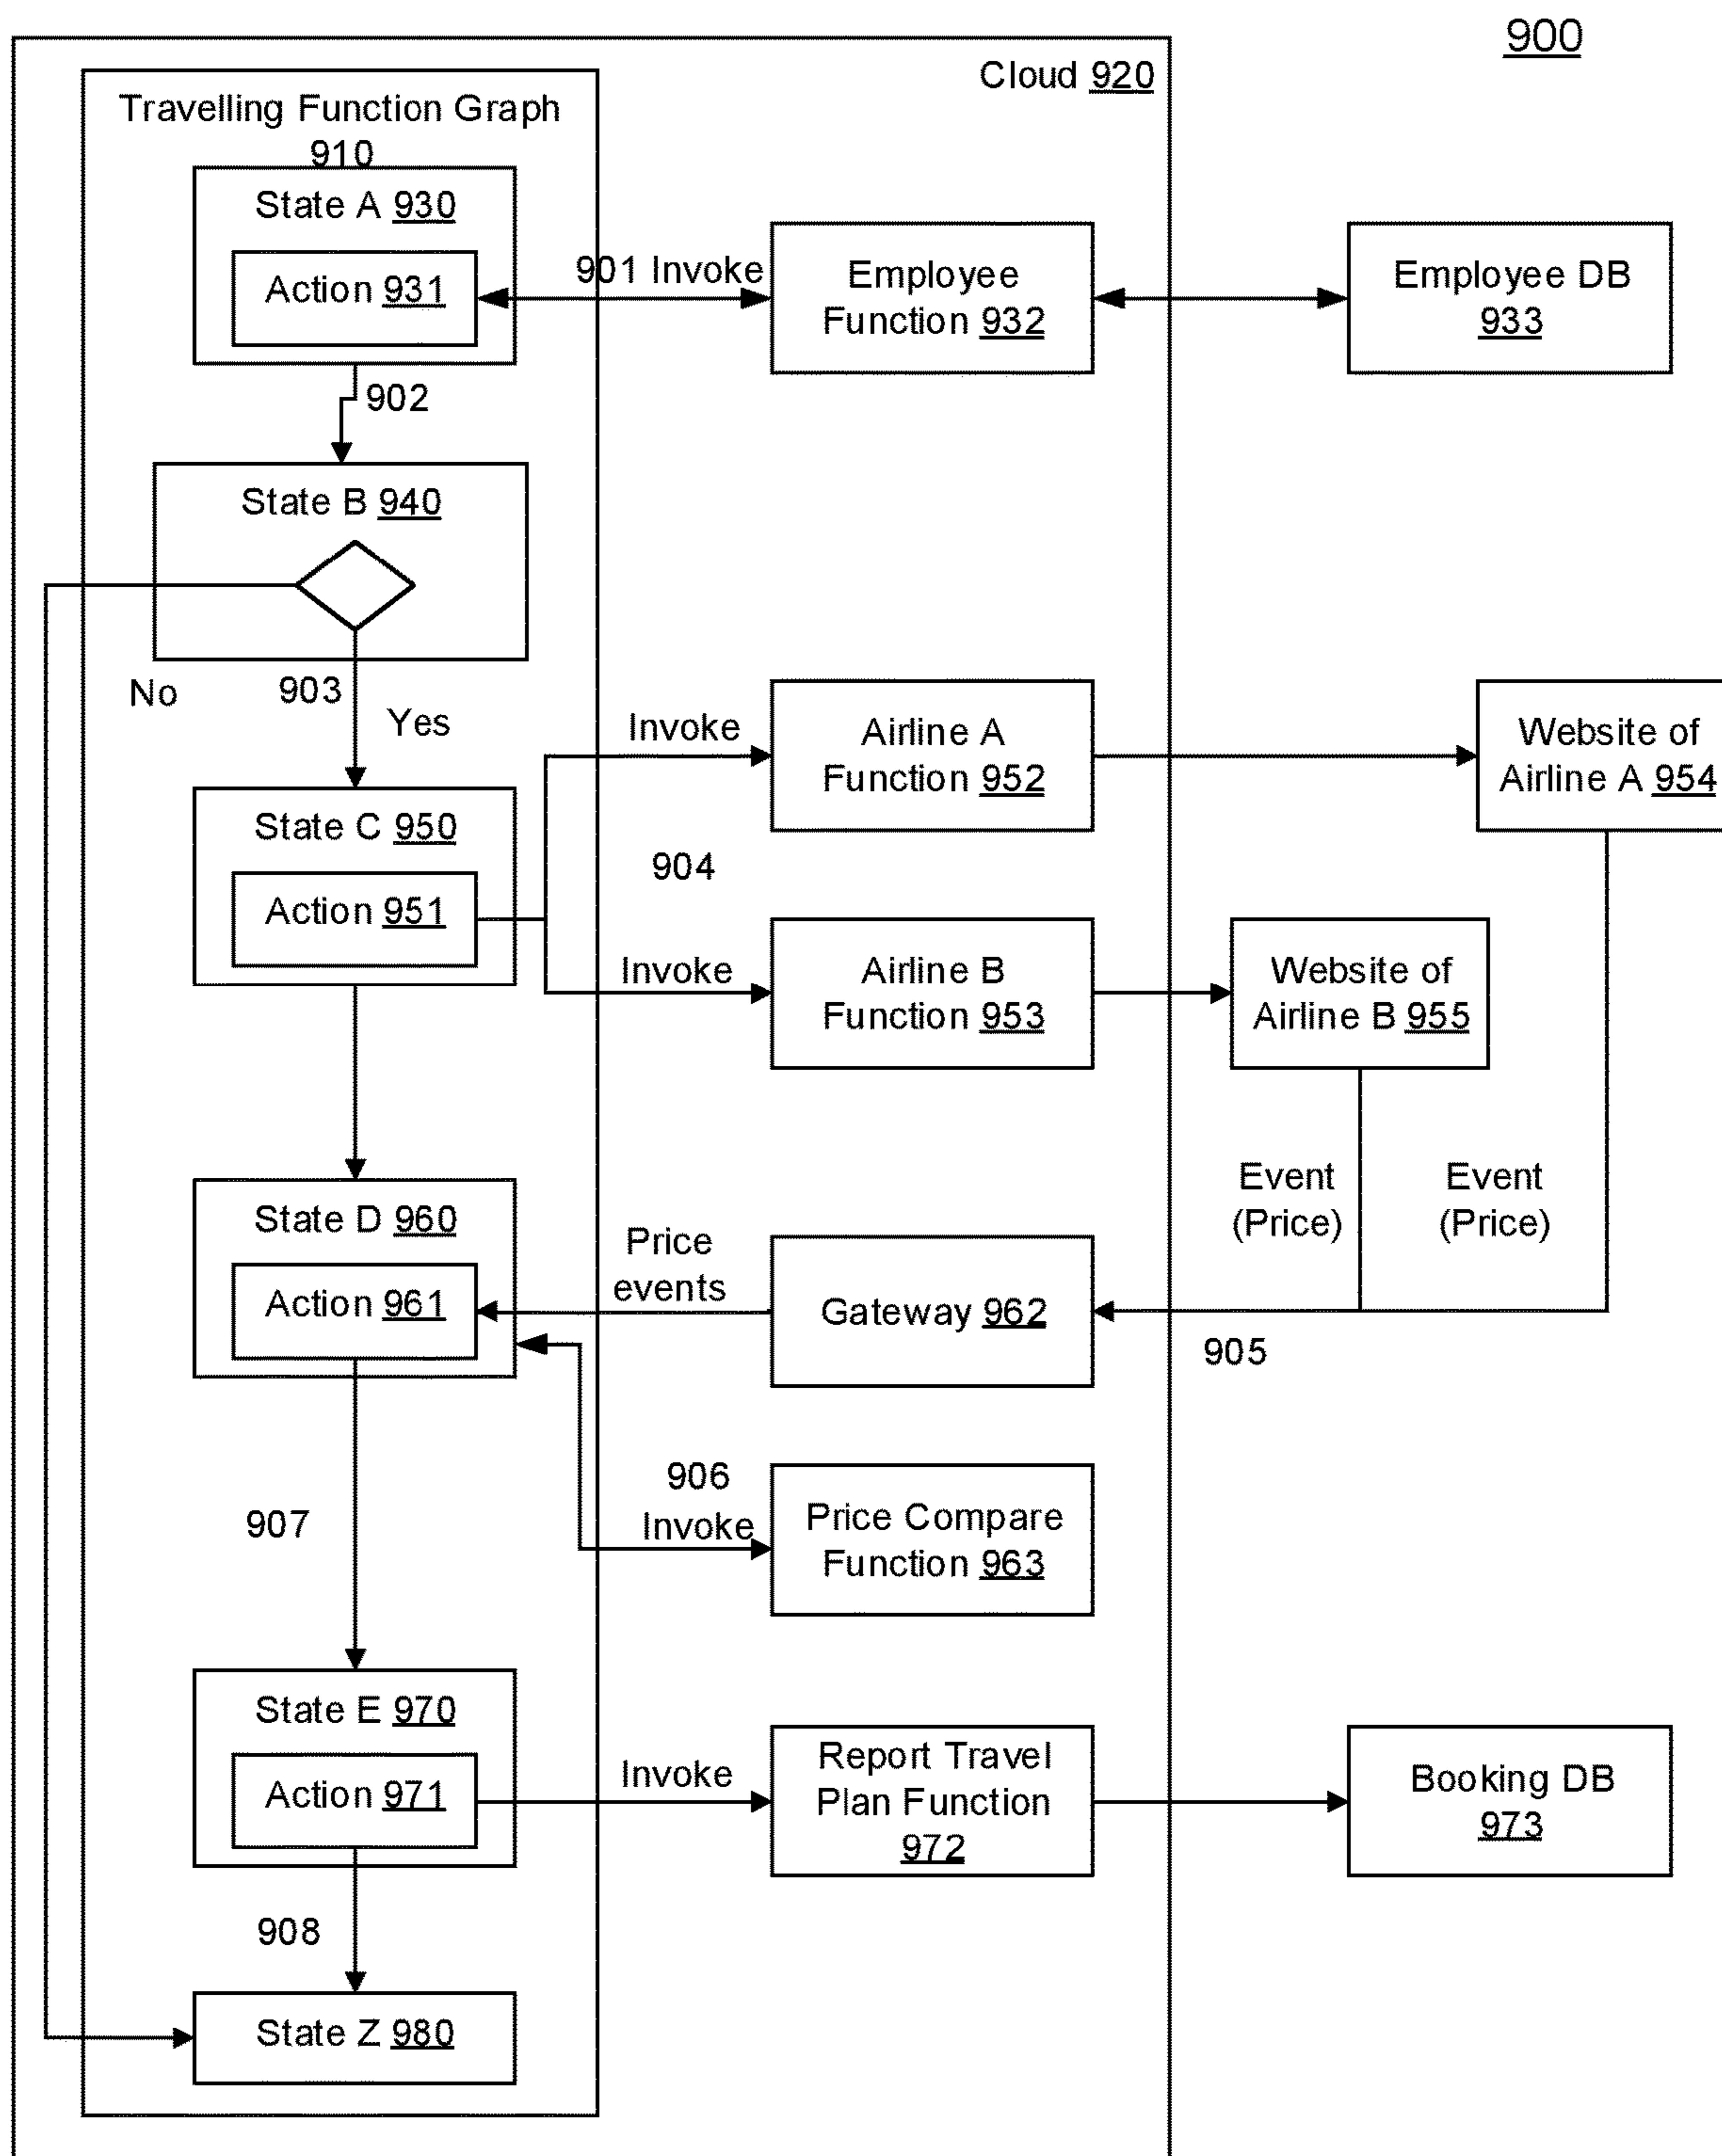 900
Cloud 920
Travelling Function Graph
910
State A 930
Action 931
901 Invoke
Employee
Function 932
Employee DB
933
902
State B 940
No
903
Yes
State C 950
Action 951
Invoke
904
Invoke
Airline A
Function 952
Website of
Airline A 954
Airline B
Function 953
Website of
Airline B 955
Event
(Price)
Event
(Price)
State D 960
Action 961
Price
events
Gateway 962
905
906
Invoke
Price Compare
Function 963
907
State E 970
Action 971
Invoke
Report Travel
Plan Function
972
Booking DB
973
908
State Z 980